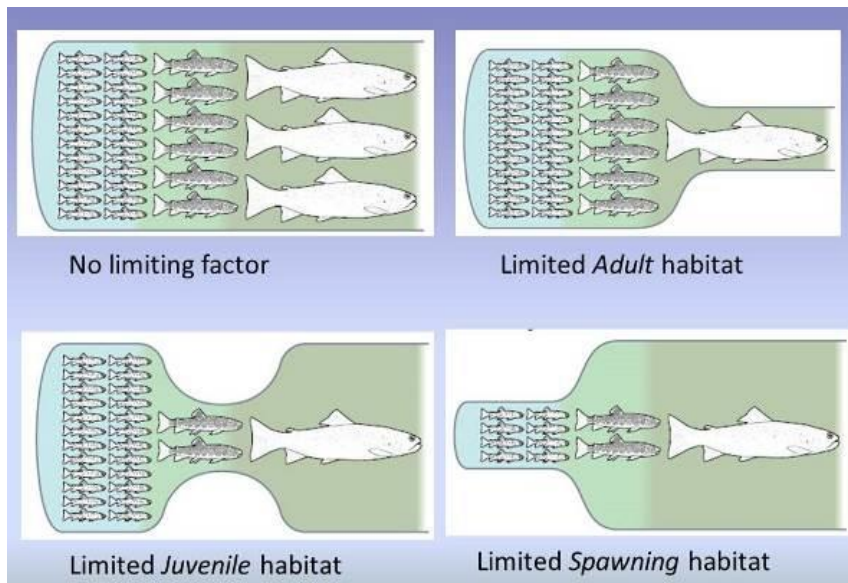 No limiting factor
Limited Adult habitat
Limited Juvenile habitat
Limited Spawning habitat